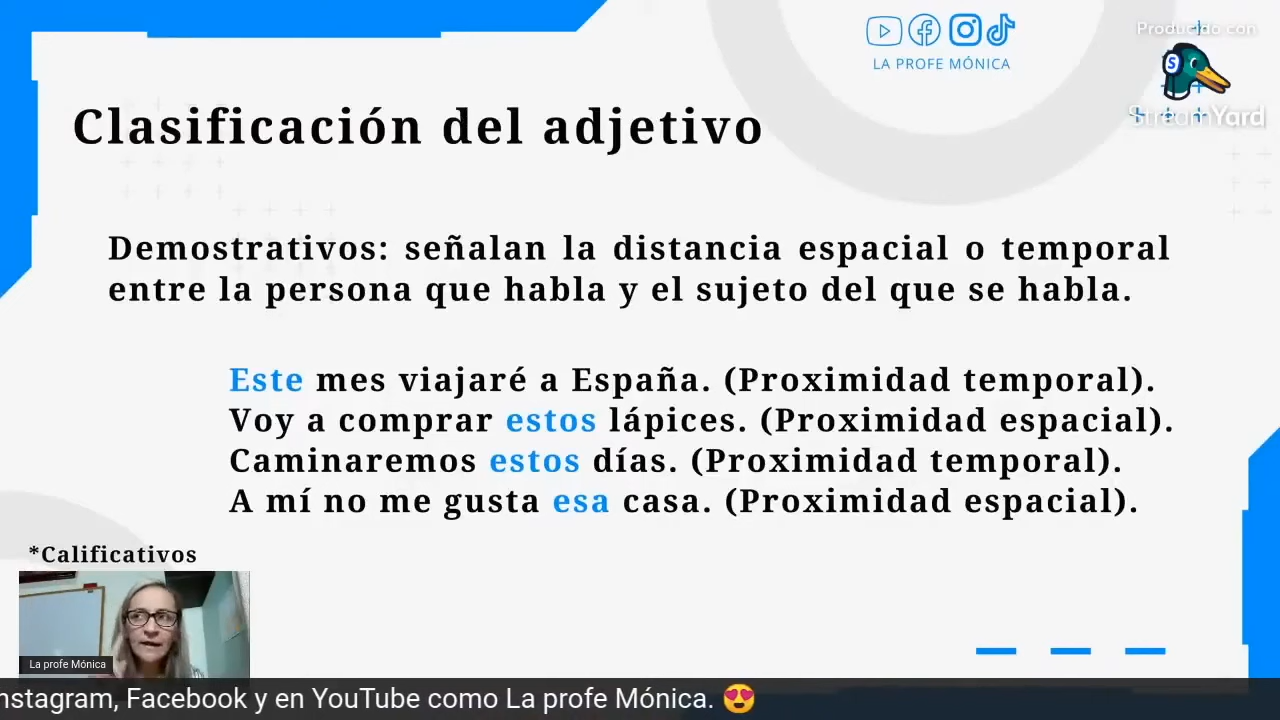 Producido con
StreamYard
LA PROFE MÓNICA
Clasificación del adjetivo
Demostrativos: señalan la distancia espacial o temporal
entre la persona que habla y el sujeto del que se habla.
Este mes viajaré a España. (Proximidad temporal).
Voy a comprar estos lápices. (Proximidad espacial).
Caminaremos estos días. (Proximidad temporal).
A mí no me gusta esa casa. (Proximidad espacial).
*Calificativos
La profe Mónica
nstagram, Facebook y en YouTube como La profe Mónica. 😍